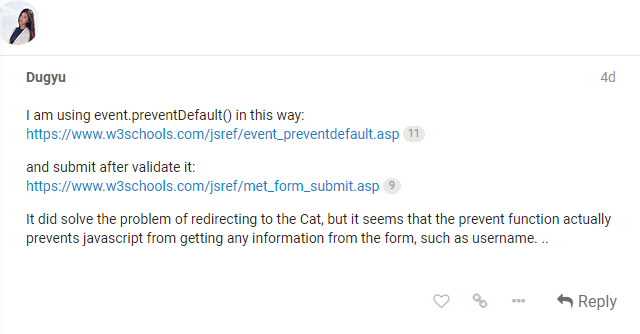 Dugyu
4d
I am using event.preventDefault() in this way:
https://www.w3schools.com/jsref/event_preventdefault.asp 11
and submit after validate it:
https://www.w3schools.com/jsref/met_form_submit.asp 9
It did solve the problem of redirecting to the Cat, but it seems that the prevent function actually
prevents javascript from getting any information from the form, such as username. ..
Reply